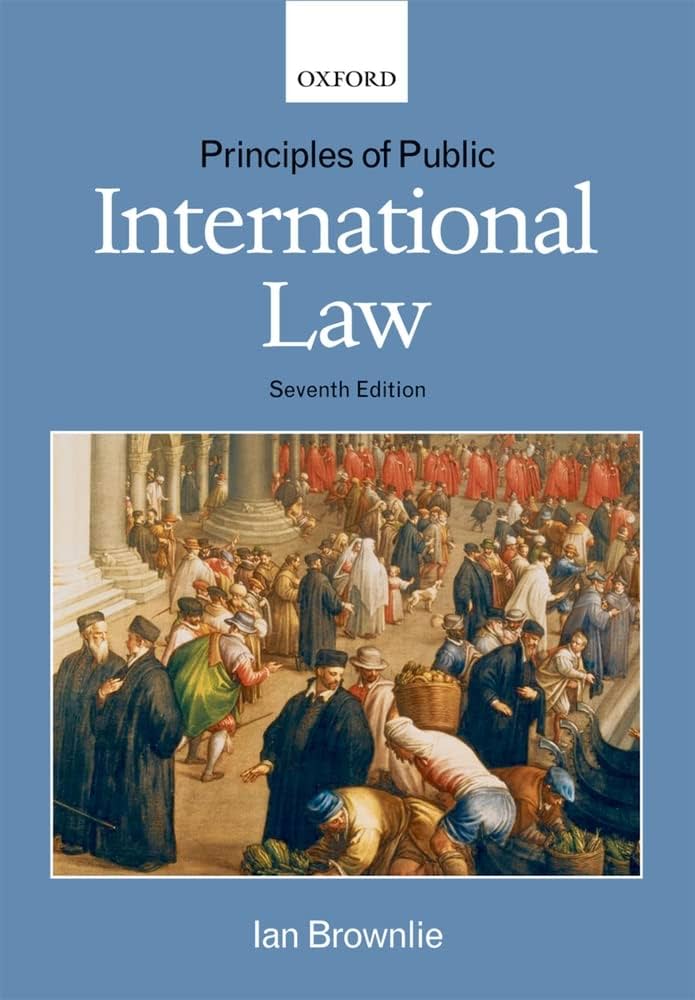 OXFORD
Principles of Public
International
Law
Seventh Edition
Ian Brownlie